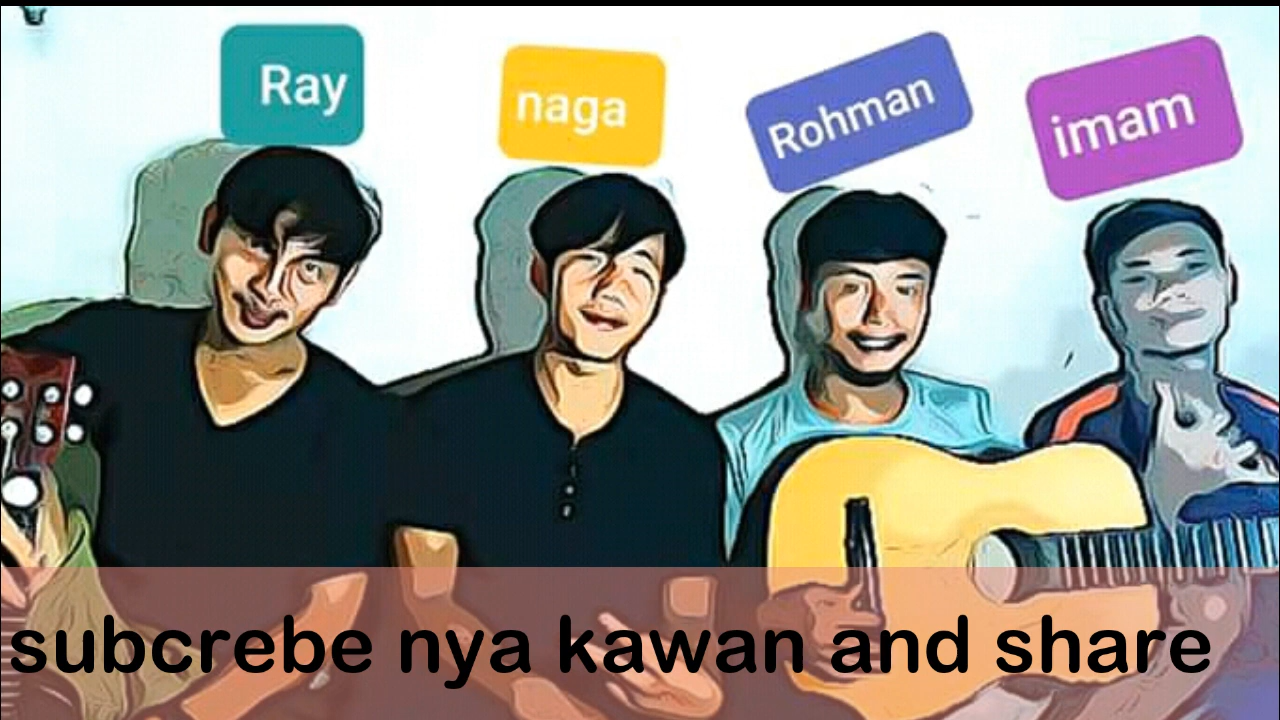 Ray
naga
Rohman
imam
subcrebe nya kawan and share